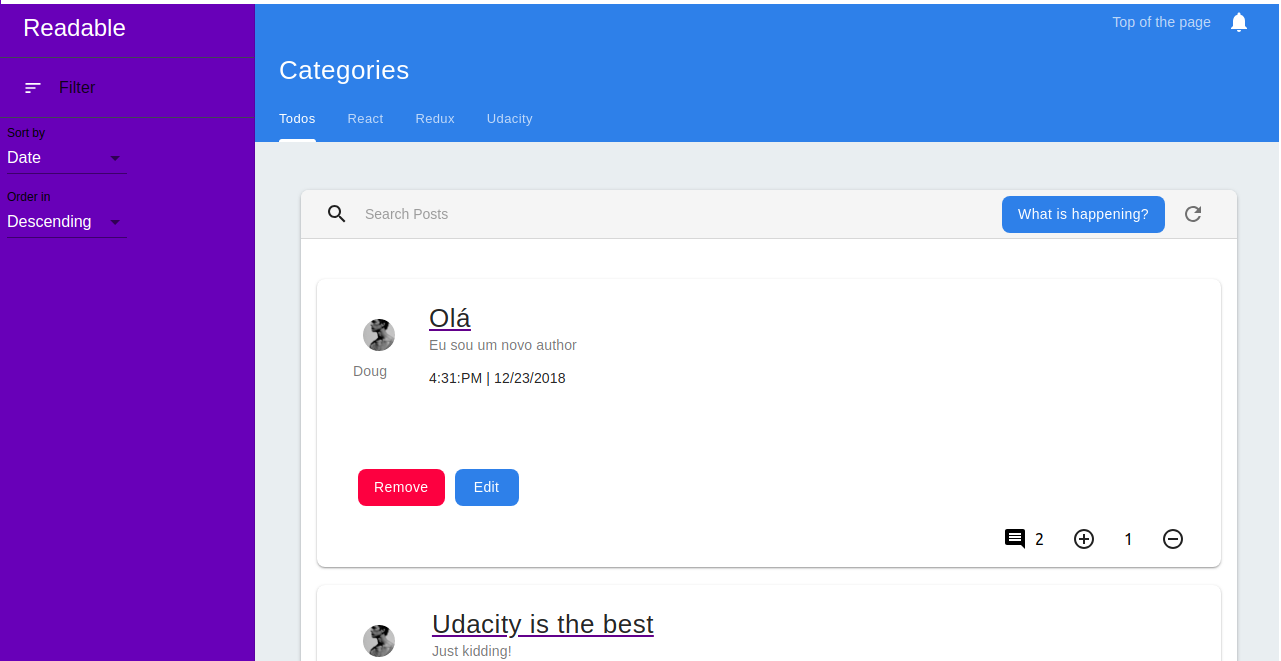 Readable
Filter
Sort by
Date
Order in
Descending
Top of the page
Categories
Todos React Redux Udacity
Search Posts What is happening?
Olá
Eu sou um novo author
Doug
4:31:PM | 12/23/2018
Remove Edit
2 1
Udacity is the best
Just kidding!